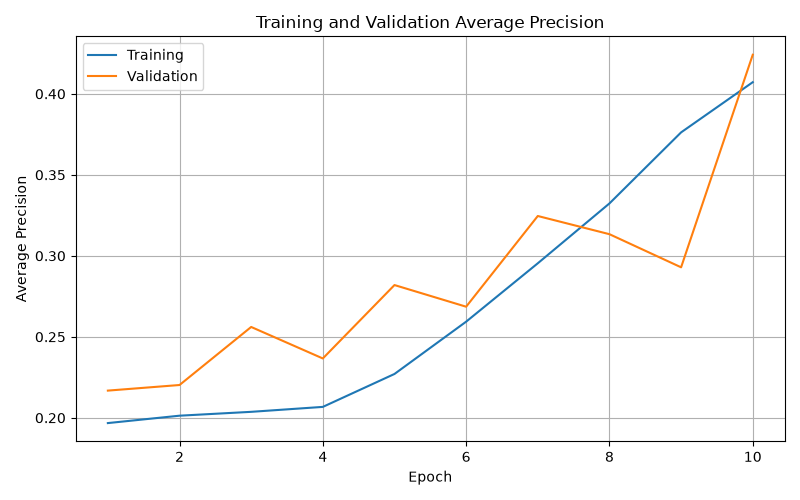 Training and Validation Average Precision
Training
Validation
0.40
0.35
0.30
0.25
0.20
Average Precision
2
4
6
8
10
Epoch